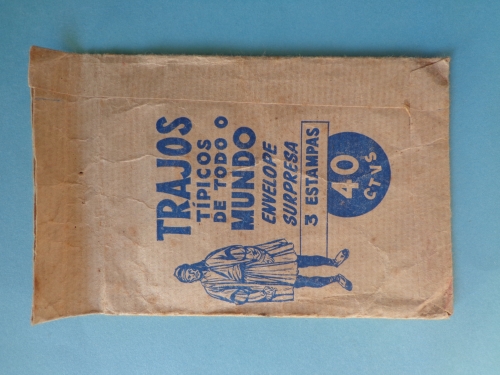 TRAJOS
TÍPICOS
DE TODO O
MUNDO
ENVELOPE
SURPRESA
3 ESTAMPAS
40
CTVS